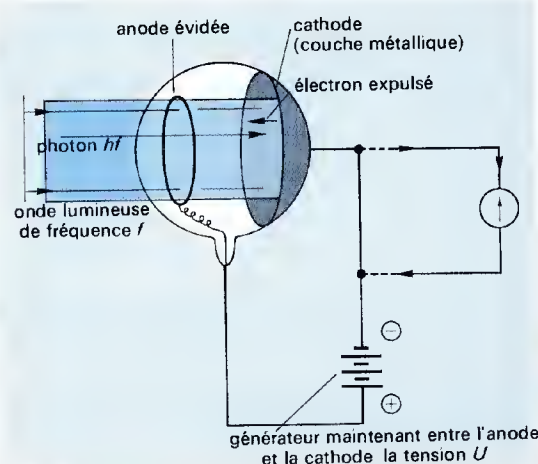 anode évidée
cathode
(couche métallique)
électron expulsé
photon hf
onde lumineuse
de fréquence f
−
+
générateur maintenant entre l'anode
et la cathode la tension U